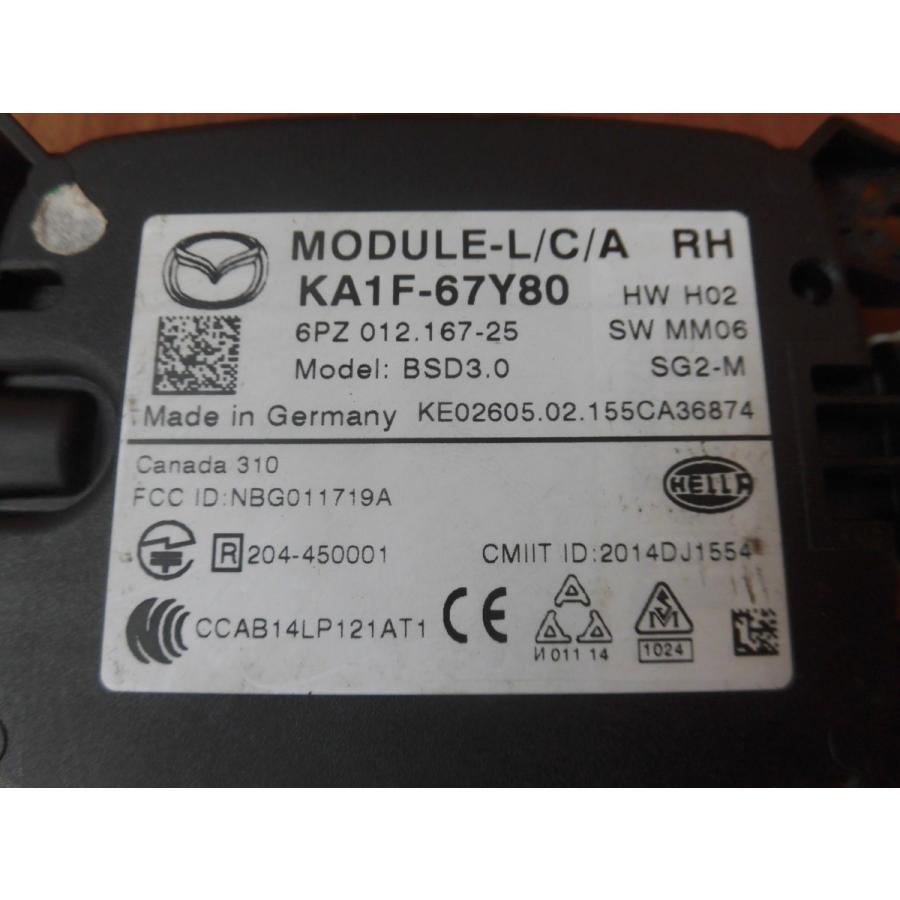 MODULE-L/C/A RH
KA1F-67Y80 HW H02
6PZ 012.167-25 SW MM06
Model: BSD3.0 SG2-M
Made in Germany KE02605.02.155CA36874
Canada 310
FCC ID:NBG011719A
HELLA
R 204-450001 CMIIT ID:2014DJ1554
CCAB14LP121AT1 CE
И 011 14
1024